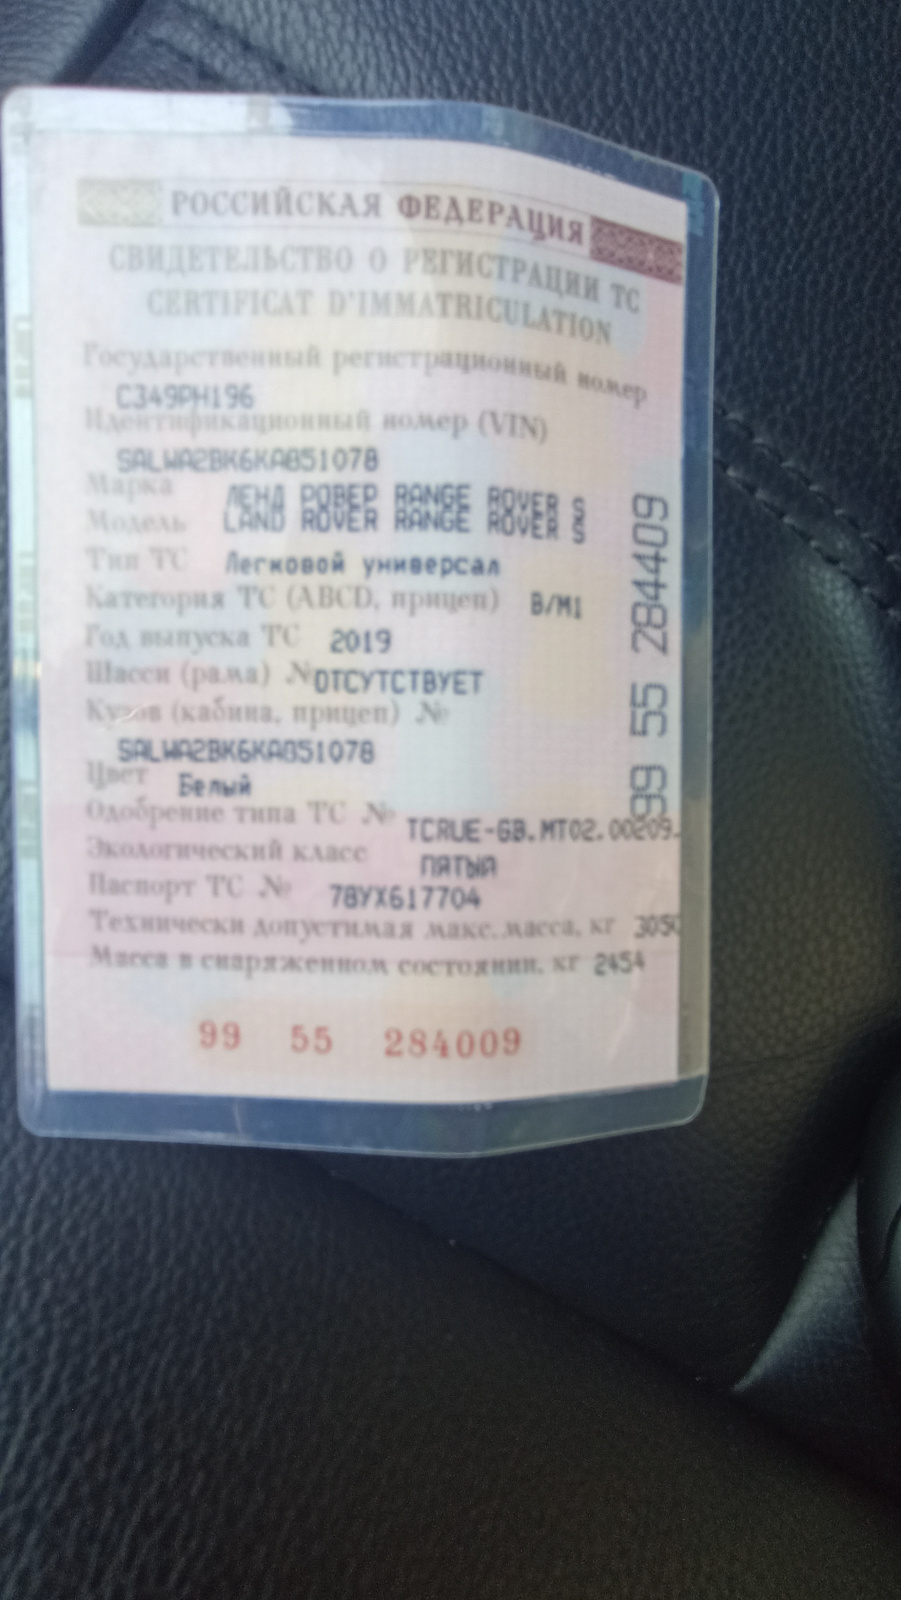 РОССИЙСКАЯ ФЕДЕРАЦИЯ
СВИДЕТЕЛЬСТВО О РЕГИСТРАЦИИ ТС
CERTIFICAT D'IMMATRICULATION
Государственный регистрационный номер
С349РН196
Идентификационный номер (VIN)
SALWA2BK6KA851078
Марка ЛЕНД РОВЕР RANGE ROVER S
Модель LAND ROVER RANGE ROVER S
Тип ТС Легковой универсал
Категория ТС (ABCD, прицеп) B/M1
Год выпуска ТС 2019
Шасси (рама) № ОТСУТСТВУЕТ
Кузов (кабина, прицеп) №
SALWA2BK6KA851078
Цвет Белый
Одобрение типа ТС № TCRUE-GB.MT02.00209.
Экологический класс ПЯТЫЙ
Паспорт ТС № 78УХ617704
Технически допустимая макс. масса, кг 3050
Масса в снаряженном состоянии, кг 2454
99 55 284009
99 55 284409